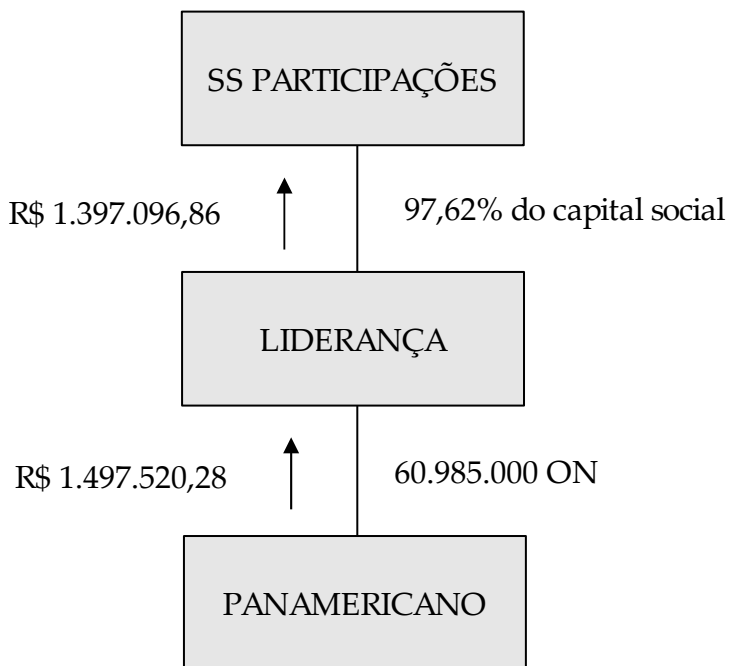 SS PARTICIPAÇÕES
R$ 1.397.096,86
97,62% do capital social
LIDERANÇA
R$ 1.497.520,28
60.985.000 ON
PANAMERICANO